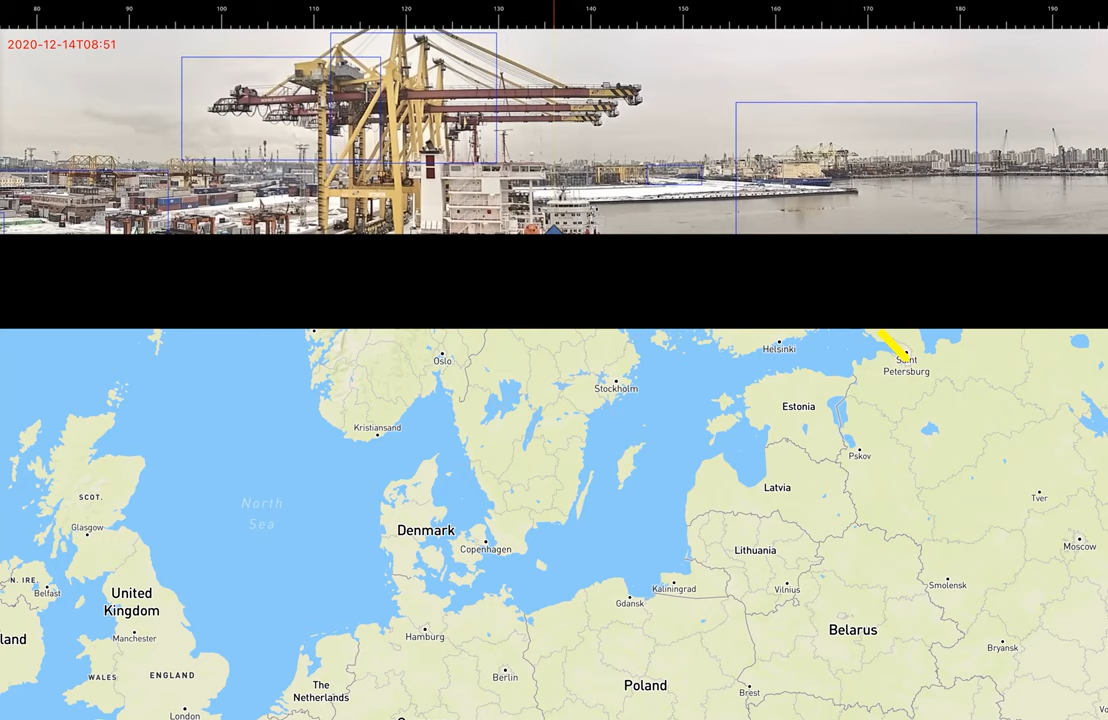 80 90 100 110 120 130 140 150 160 170 180 190
2020-12-14T08:51
Oslo
Helsinki
Saint
Petersburg
Stockholm
Estonia
Kristiansand
Pskov
SCOT.
North
Sea
Latvia
Tver
Glasgow
Denmark
Copenhagen
Lithuania
Moscow
N. IRE.
Belfast
United
Kingdom
Kaliningrad
Vilnius
Smolensk
Gdansk
land
Manchester
Hamburg
Belarus
Bryansk
WALES
ENGLAND
Berlin
The
Netherlands
Poland
Brest
London